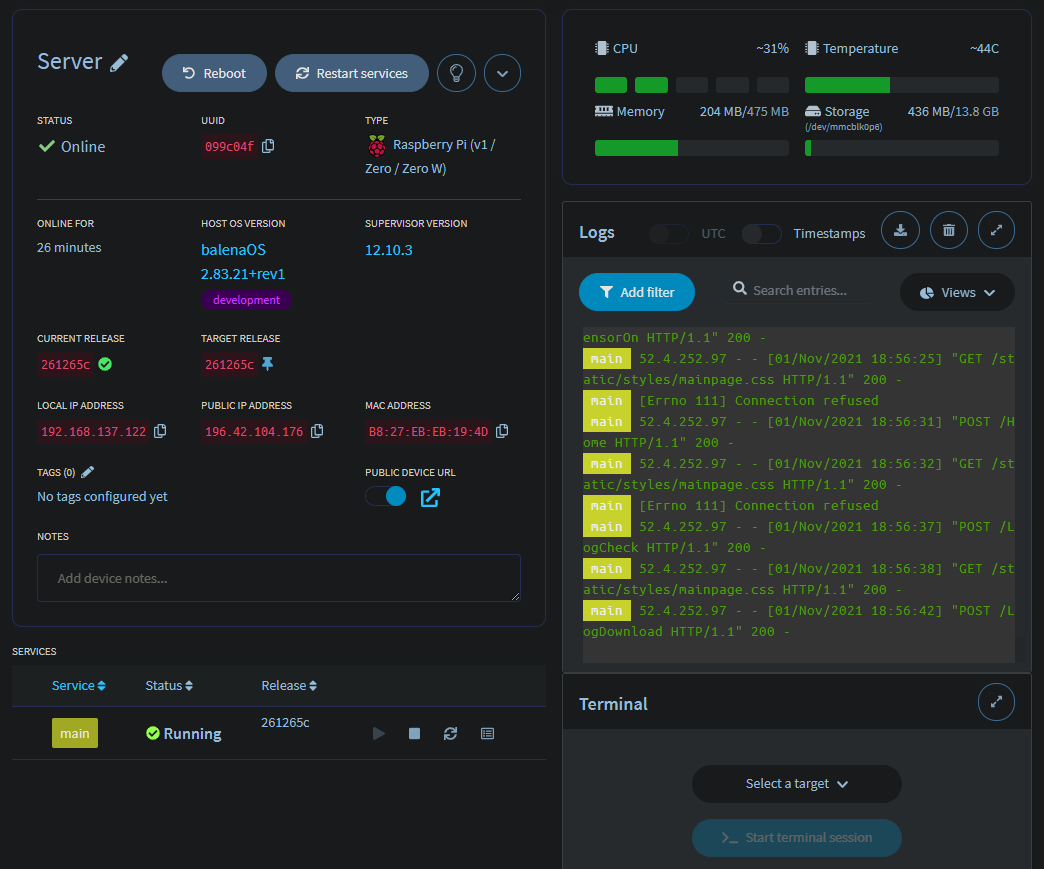 Server
Reboot
Restart services
STATUS
UUID
TYPE
Online
099c04f
Raspberry Pi (v1 /
Zero / Zero W)
ONLINE FOR
HOST OS VERSION
SUPERVISOR VERSION
26 minutes
balenaOS
2.83.21+rev1
12.10.3
development
CURRENT RELEASE
TARGET RELEASE
261265c
261265c
LOCAL IP ADDRESS
PUBLIC IP ADDRESS
MAC ADDRESS
192.168.137.122
196.42.104.176
B8:27:EB:EB:19:4D
TAGS (0)
PUBLIC DEVICE URL
No tags configured yet
NOTES
Add device notes...
SERVICES
Service
Status
Release
main
Running
261265c
CPU
~31%
Temperature
~44C
Memory
204 MB/475 MB
Storage
436 MB/13.8 GB
(/dev/mmcblk0p6)
Logs
UTC
Timestamps
Add filter
Search entries...
Views
ensorOn HTTP/1.1" 200 -
main 52.4.252.97 - - [01/Nov/2021 18:56:25] "GET /st
atic/styles/mainpage.css HTTP/1.1" 200 -
main [Errno 111] Connection refused
main 52.4.252.97 - - [01/Nov/2021 18:56:31] "POST /H
ome HTTP/1.1" 200 -
main 52.4.252.97 - - [01/Nov/2021 18:56:32] "GET /st
atic/styles/mainpage.css HTTP/1.1" 200 -
main [Errno 111] Connection refused
main 52.4.252.97 - - [01/Nov/2021 18:56:37] "POST /L
ogCheck HTTP/1.1" 200 -
main 52.4.252.97 - - [01/Nov/2021 18:56:38] "GET /st
atic/styles/mainpage.css HTTP/1.1" 200 -
main 52.4.252.97 - - [01/Nov/2021 18:56:42] "POST /L
ogDownload HTTP/1.1" 200 -
Terminal
Select a target
Start terminal session